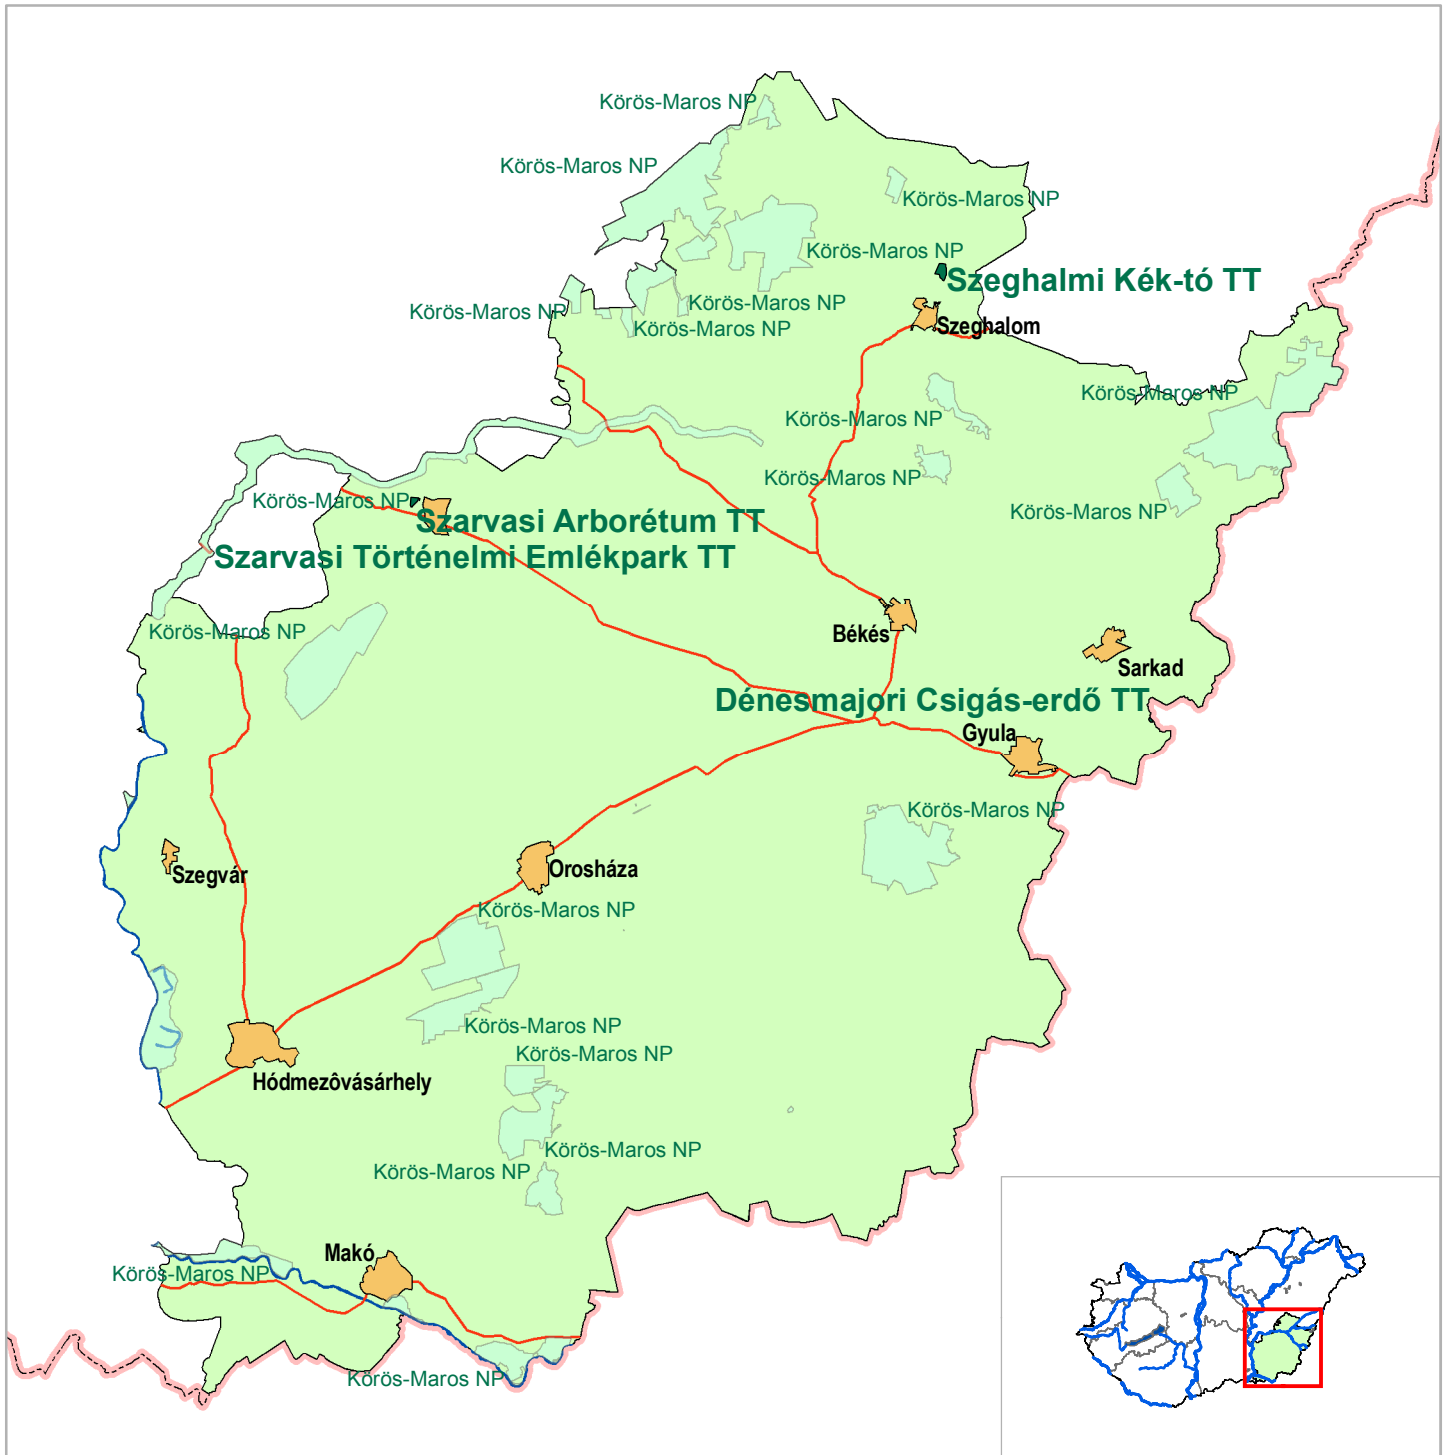 Körös-Maros NP
Körös-Maros NP
Körös-Maros NP
Körös-Maros NP
Szeghalmi Kék-tó TT
Körös-Maros NP
Körös-Maros NP
Körös-Maros NP
Szeghalom
Körös-Maros NP
Körös-Maros NP
Körös-Maros NP
Körös-Maros NP
Körös-Maros NP
Szarvasi Arborétum TT
Szarvasi Történelmi Emlékpark TT
Körös-Maros NP
Békés
Sarkad
Dénesmajori Csigás-erdő TT
Gyula
Körös-Maros NP
Orosháza
Szegvár
Körös-Maros NP
Körös-Maros NP
Körös-Maros NP
Hódmezôvásárhely
Körös-Maros NP
Körös-Maros NP
Makó
Körös-Maros NP
Körös-Maros NP